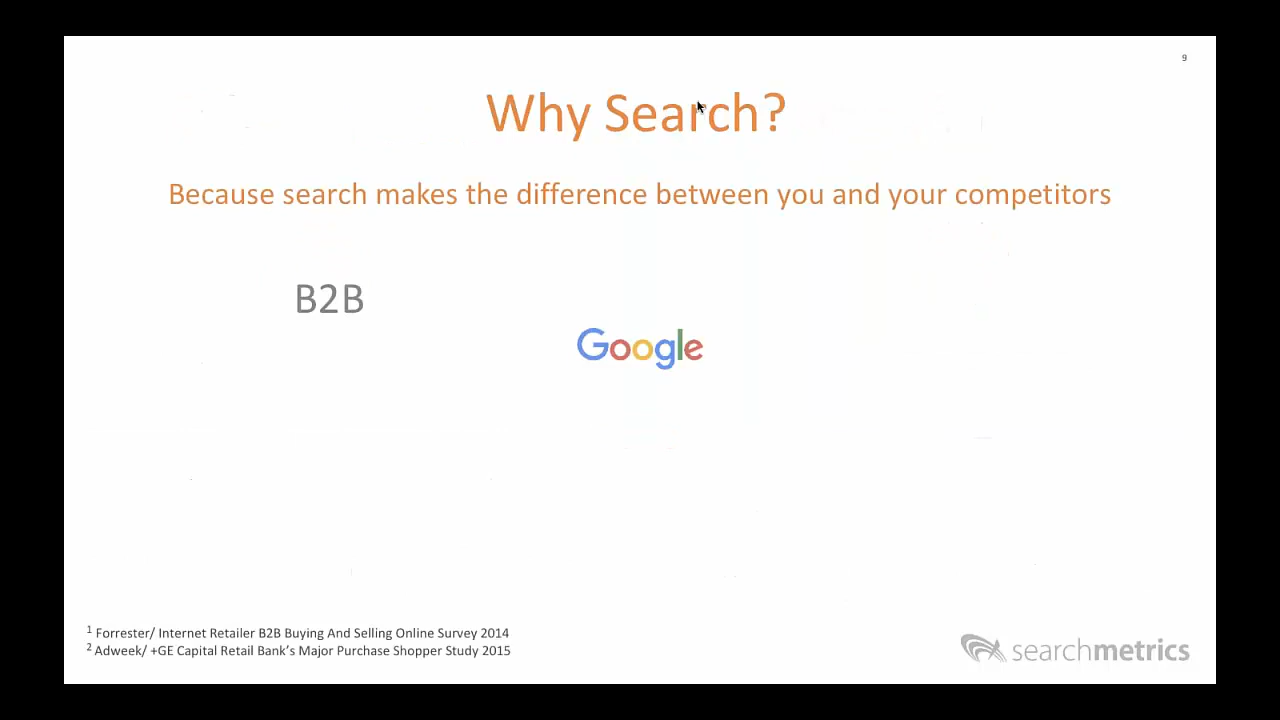 9
Why Search?
Because search makes the difference between you and your competitors
B2B
Google
1 Forrester/ Internet Retailer B2B Buying And Selling Online Survey 2014
2 Adweek/ +GE Capital Retail Bank’s Major Purchase Shopper Study 2015
searchmetrics